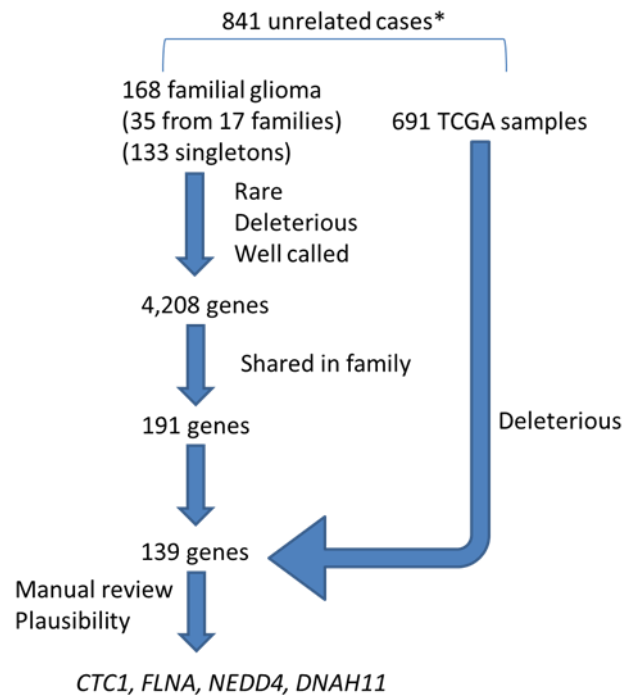 841 unrelated cases*
168 familial glioma
(35 from 17 families)
(133 singletons)
691 TCGA samples
Rare
Deleterious
Well called
4,208 genes
Shared in family
191 genes
Deleterious
139 genes
Manual review
Plausibility
CTC1, FLNA, NEDD4, DNAH11